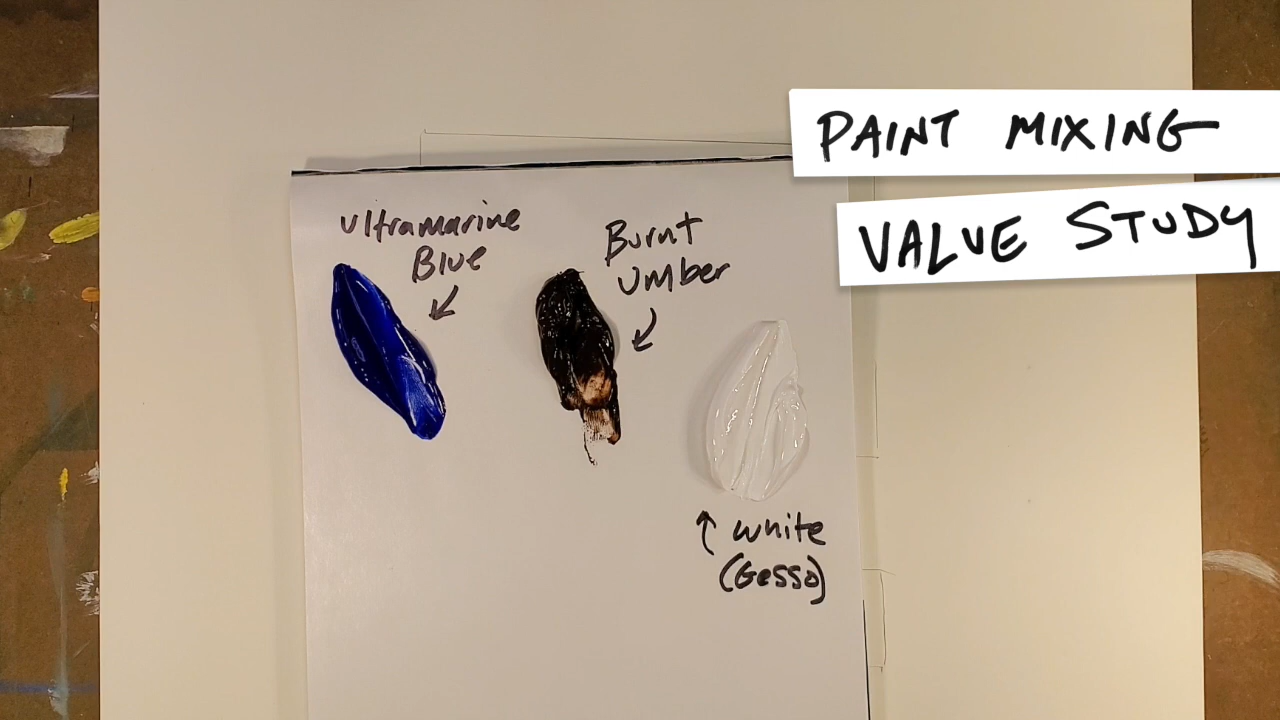 PAINT MIXING
VALUE STUDY
Ultramarine
Blue
Burnt
Umber
White
(Gesso)